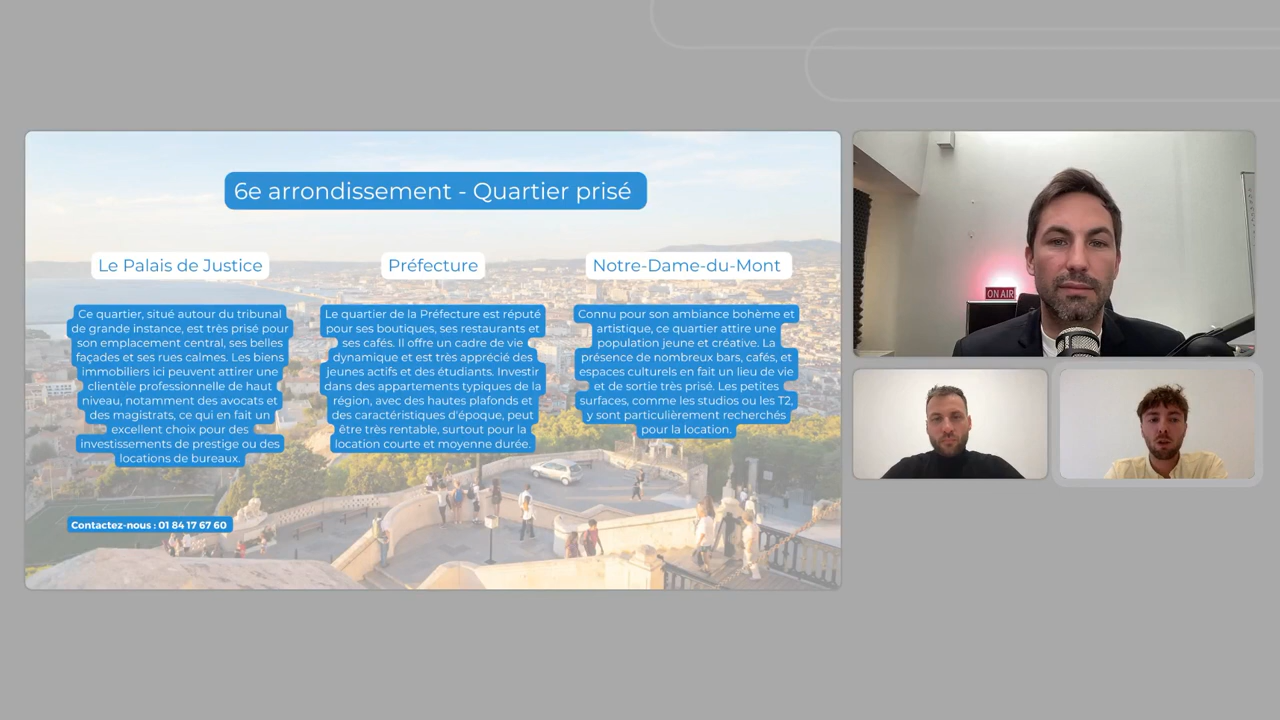 6e arrondissement - Quartier prisé
Le Palais de Justice
Ce quartier, situé autour du tribunal
de grande instance, est très prisé pour
son emplacement central, ses belles
façades et ses rues calmes. Les biens
immobiliers ici peuvent attirer une
clientèle professionnelle de haut
niveau, notamment des avocats et
des magistrats, ce qui en fait un
excellent choix pour des
investissements de prestige ou des
locations de bureaux.
Préfecture
Le quartier de la Préfecture est réputé
pour ses boutiques, ses restaurants et
ses cafés. Il offre un cadre de vie
dynamique et est très apprécié des
jeunes actifs et des étudiants. Investir
dans des appartements typiques de la
région, avec des hautes plafonds et
des caractéristiques d'époque, peut
être très rentable, surtout pour la
location courte et moyenne durée.
Notre-Dame-du-Mont
Connu pour son ambiance bohème et
artistique, ce quartier attire une
population jeune et créative. La
présence de nombreux bars, cafés, et
espaces culturels en fait un lieu de vie
et de sortie très prisé. Les petites
surfaces, comme les studios ou les T2,
y sont particulièrement recherchés
pour la location.
Contactez-nous : 01 84 17 67 60
ON AIR